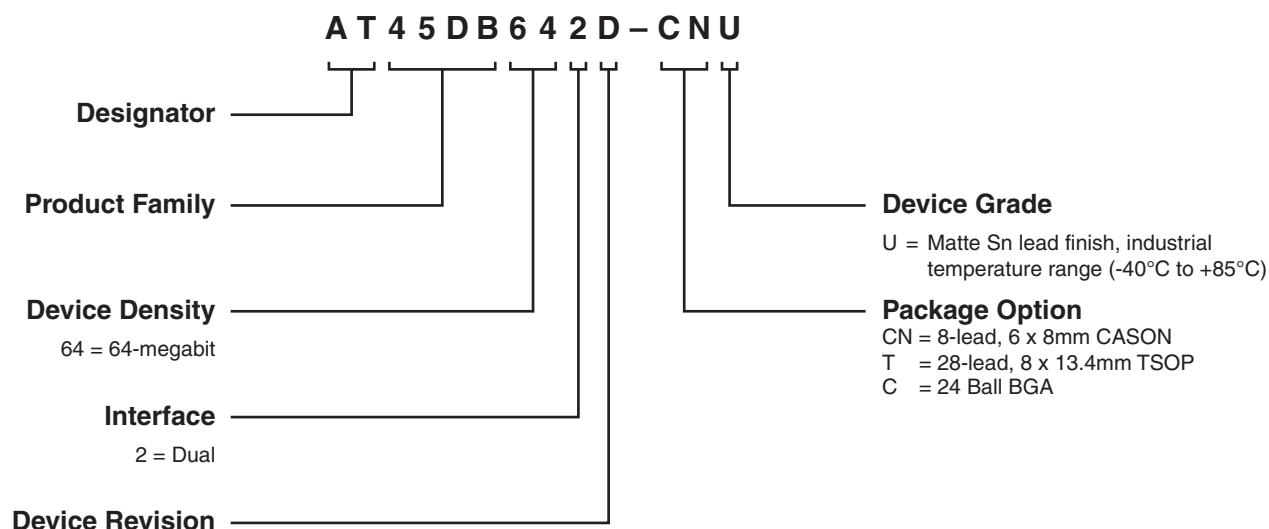 AT45DB642D–CNU
Designator
Product Family
Device Density
64 = 64-megabit
Interface
2 = Dual
Device Revision
Device Grade
U = Matte Sn lead finish, industrial
temperature range (-40°C to +85°C)
Package Option
CN = 8-lead, 6 x 8mm CASON
T = 28-lead, 8 x 13.4mm TSOP
C = 24 Ball BGA